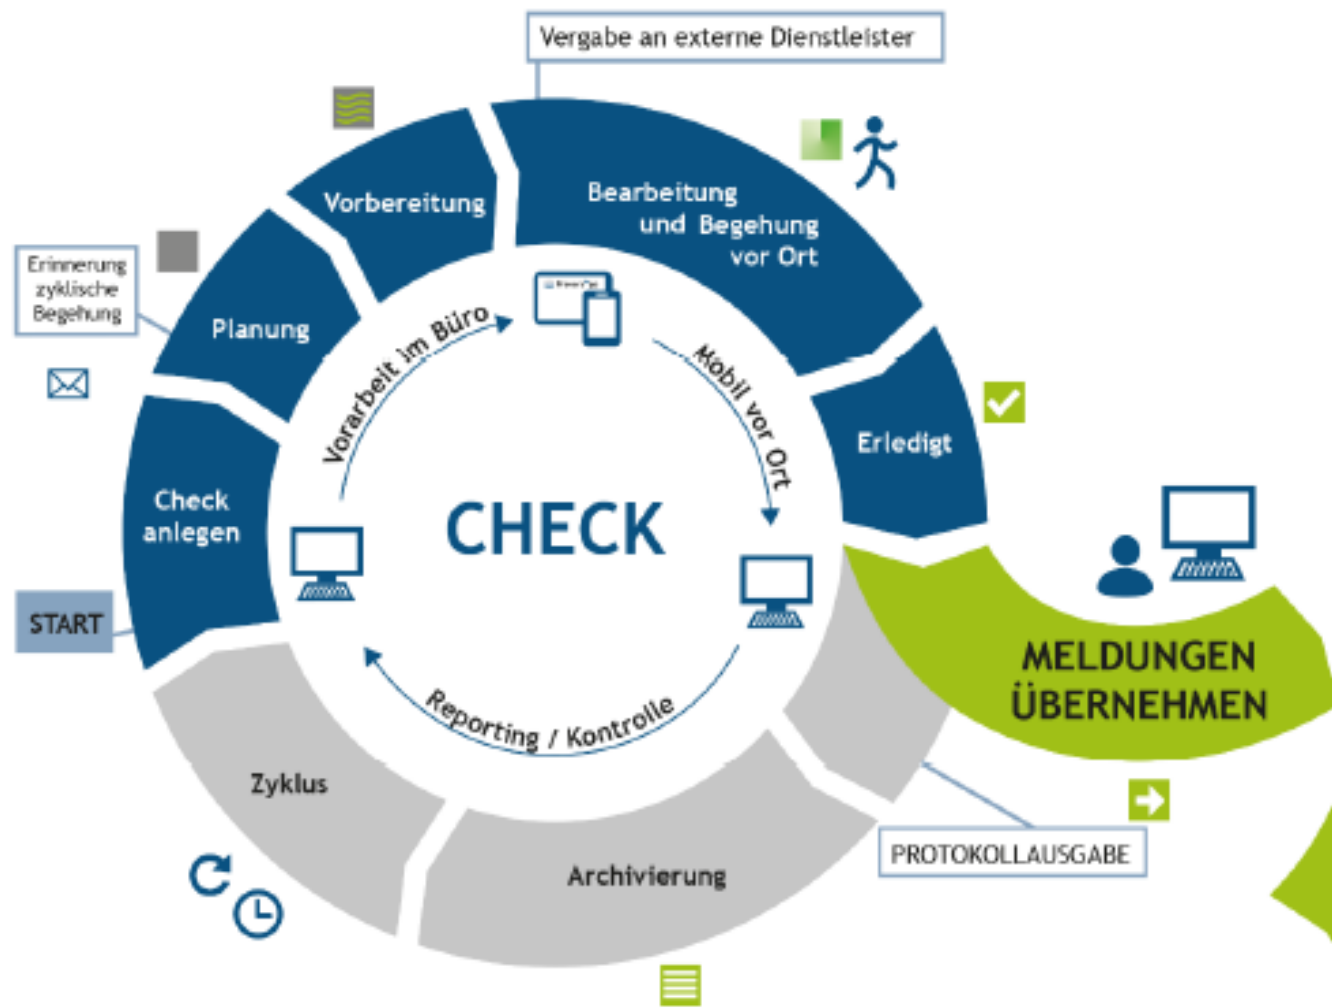 Vergabe an externe Dienstleister
Vorbereitung
Bearbeitung
und Begehung
vor Ort
Erinnerung
zyklische
Begehung
Planung
Vorarbeit im Büro
Mobil vor Ort
Erledigt
Check
anlegen
CHECK
START
MELDUNGEN
ÜBERNEHMEN
Reporting / Kontrolle
Zyklus
Archivierung
PROTOKOLLAUSGABE